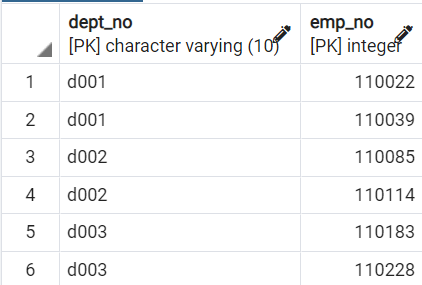 dept_no emp_no
[PK] character varying (10) [PK] integer
1 d001 110022
2 d001 110039
3 d002 110085
4 d002 110114
5 d003 110183
6 d003 110228